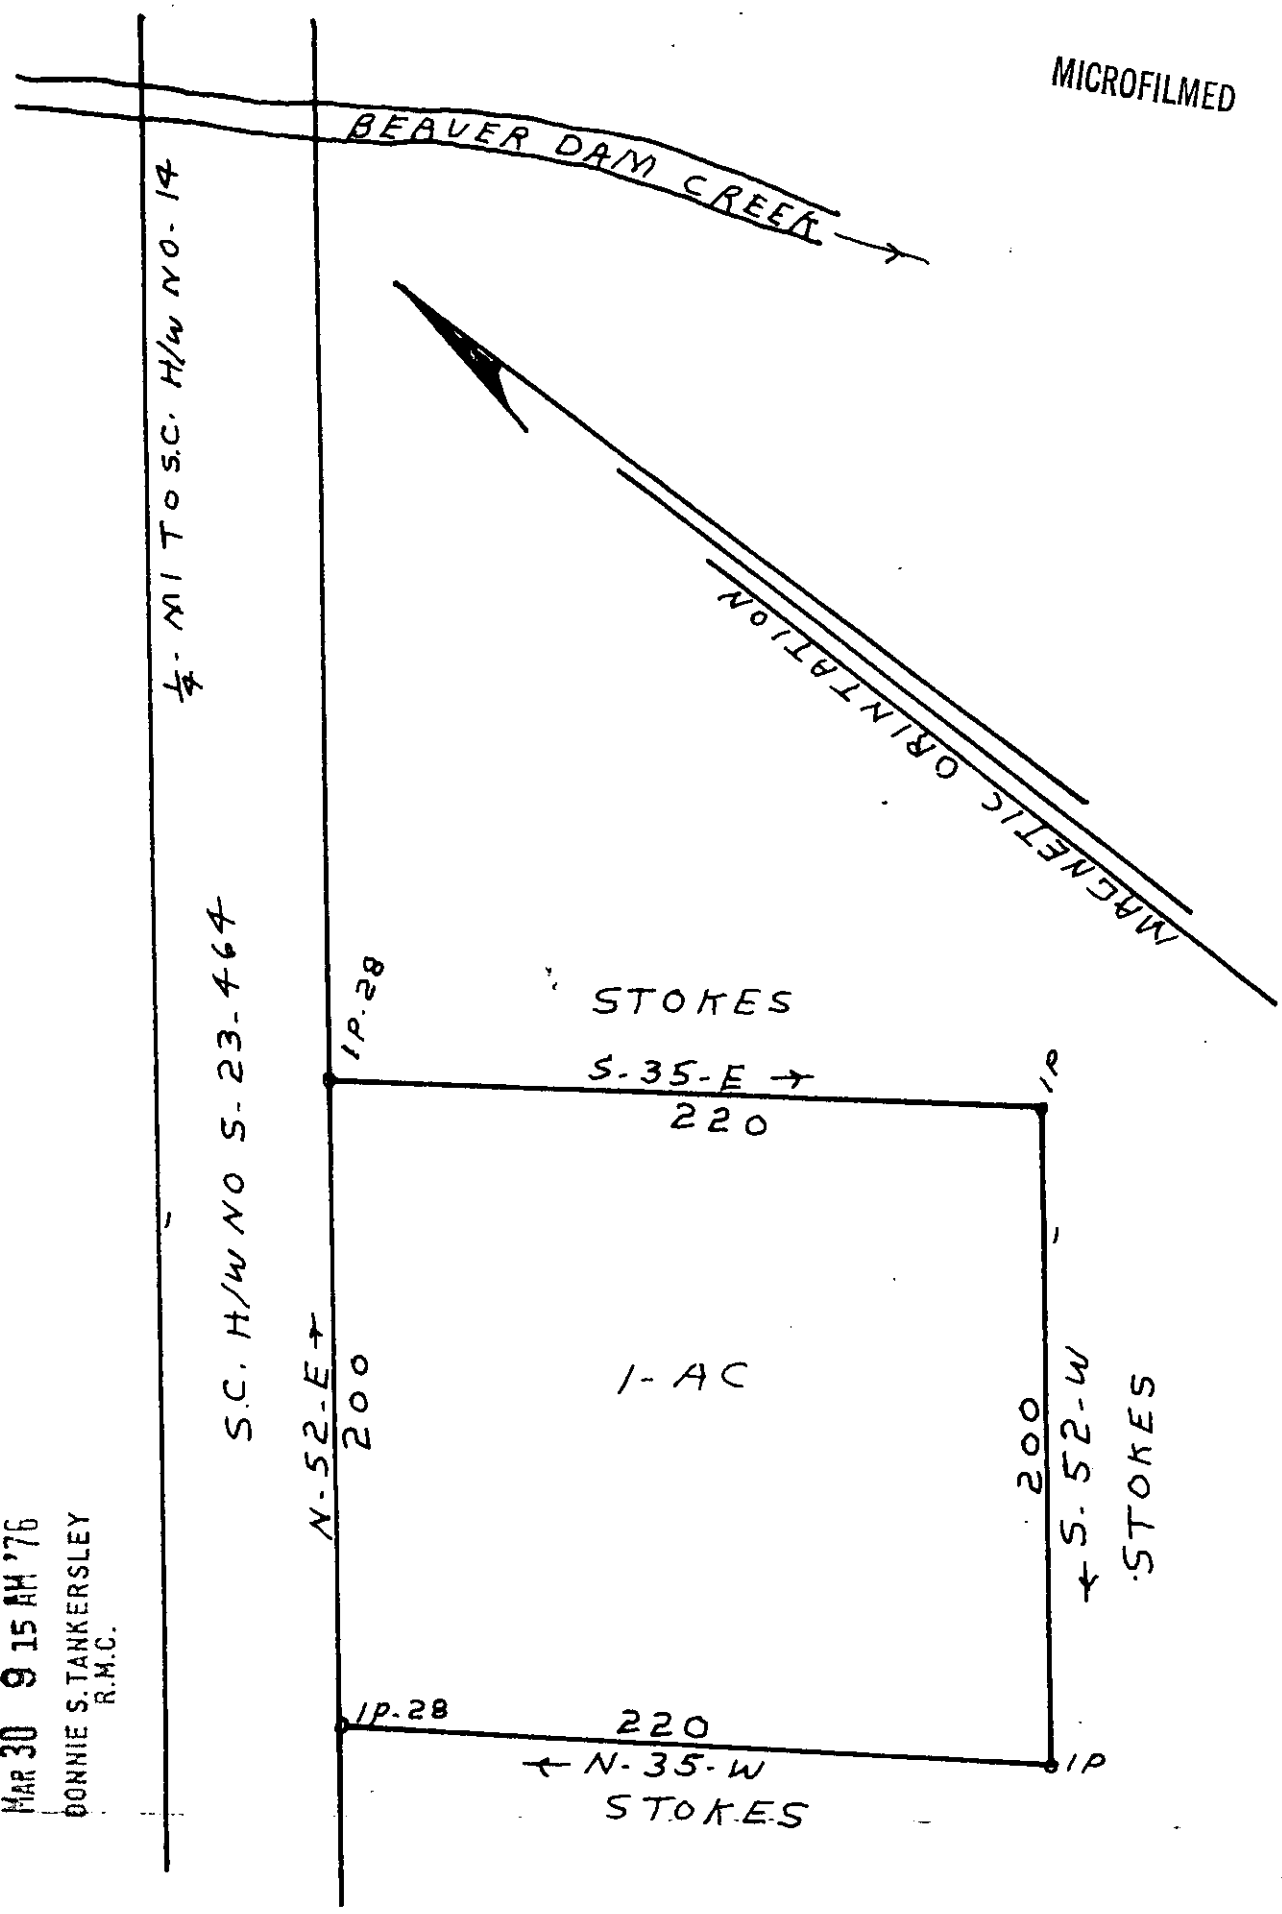 MICROFILMED
BEAVER DAM CREEK
1/4 - MI TO S.C. H/W NO-14
MAGNETIC ORINTATION
S.C. H/W NO S-23-464
IP-28
STOKES
S-35-E →
220
IP
N-52-E →
200
1-AC
200
← S-52-W
STOKES
IP-28
220
← N-35-W
STOKES
IP
MAR 30 9 15 AM '76
DONNIE S. TANKERSLEY
R.M.C.